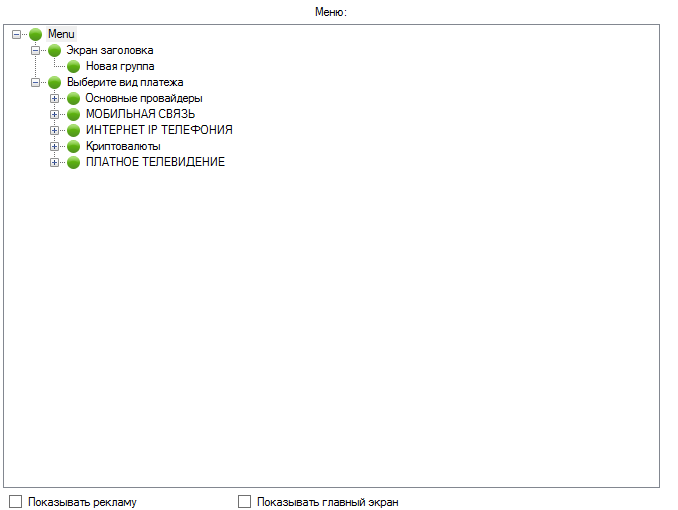 Меню:
Menu
Экран заголовка
Новая группа
Выберите вид платежа
Основные провайдеры
МОБИЛЬНАЯ СВЯЗЬ
ИНТЕРНЕТ IP ТЕЛЕФОНИЯ
Криптовалюты
ПЛАТНОЕ ТЕЛЕВИДЕНИЕ
Показывать рекламу Показывать главный экран